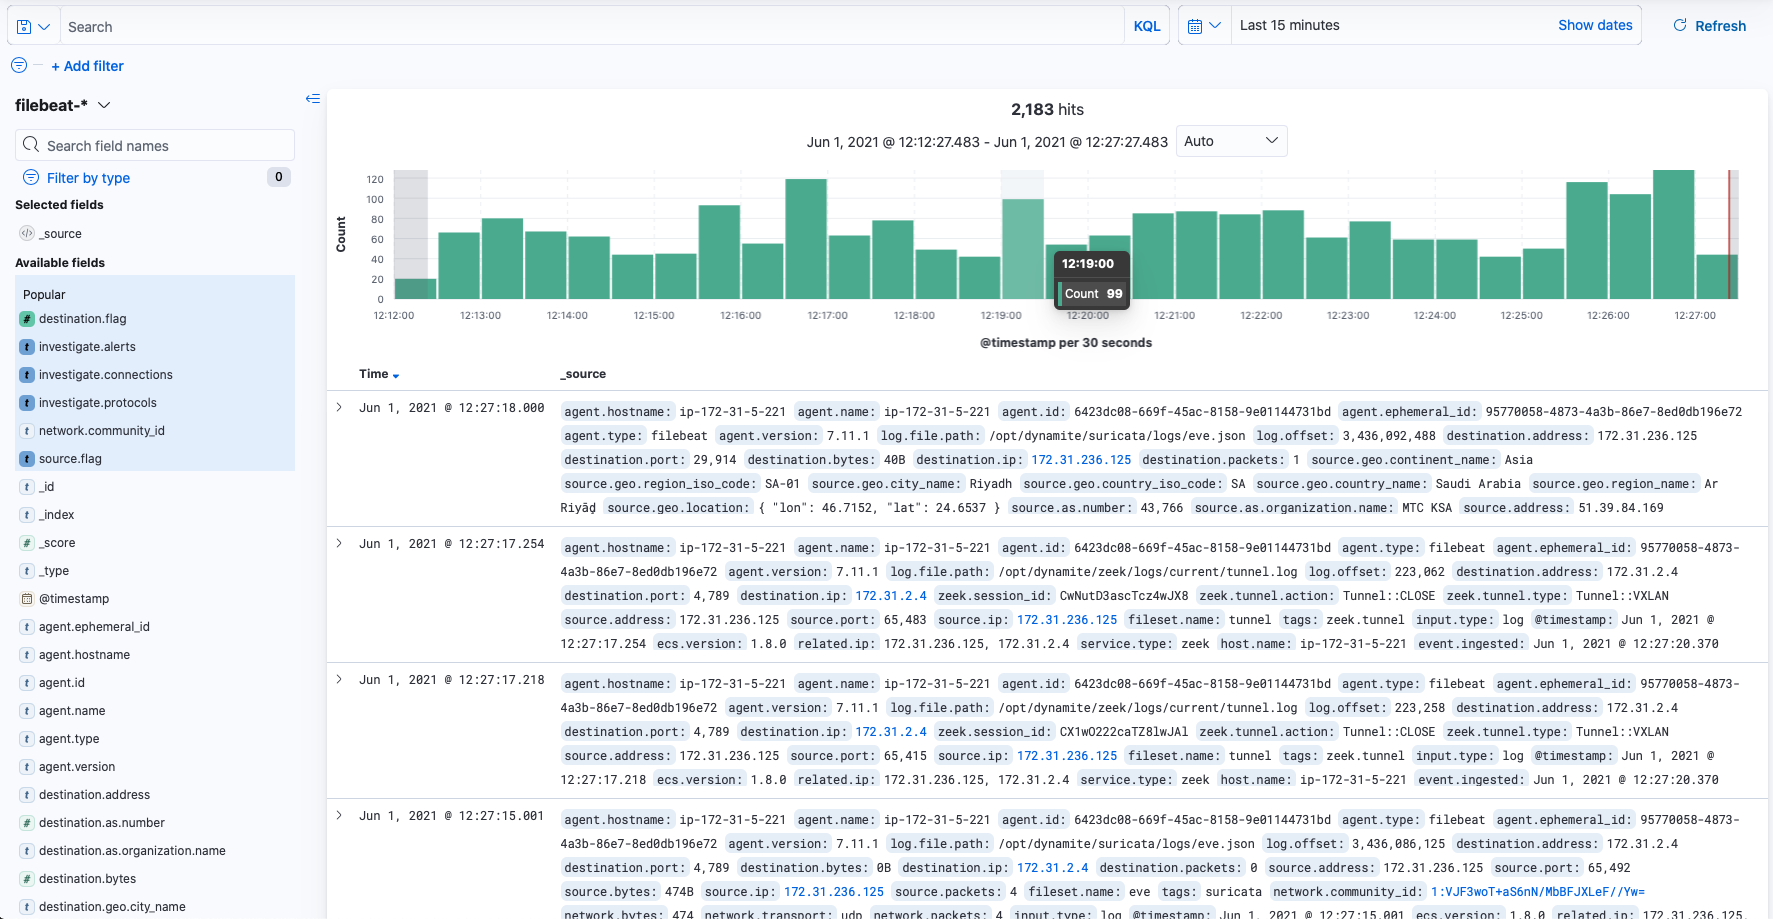 Search KQL Last 15 minutes Show dates Refresh
+ Add filter
filebeat-*
Search field names
Filter by type 0
Selected fields
_source
Available fields
Popular
destination.flag
investigate.alerts
investigate.connections
investigate.protocols
network.community_id
source.flag
_id
_index
_score
_type
@timestamp
agent.ephemeral_id
agent.hostname
agent.id
agent.name
agent.type
agent.version
destination.address
destination.as.number
destination.as.organization.name
destination.bytes
destination.geo.city_name
2,183 hits
Jun 1, 2021 @ 12:12:27.483 - Jun 1, 2021 @ 12:27:27.483 Auto
Count
120
100
80
60
40
20
0
12:19:00
Count 99
12:12:00 12:13:00 12:14:00 12:15:00 12:16:00 12:17:00 12:18:00 12:19:00 12:20:00 12:21:00 12:22:00 12:23:00 12:24:00 12:25:00 12:26:00 12:27:00
@timestamp per 30 seconds
Time _source
Jun 1, 2021 @ 12:27:18.000 agent.hostname: ip-172-31-5-221 agent.name: ip-172-31-5-221 agent.id: 6423dc08-669f-45ac-8158-9e01144731bd agent.ephemeral_id: 95770058-4873-4a3b-86e7-8ed0db196e72
agent.type: filebeat agent.version: 7.11.1 log.file.path: /opt/dynamite/suricata/logs/eve.json log.offset: 3,436,092,488 destination.address: 172.31.236.125
destination.port: 29,914 destination.bytes: 40B destination.ip: 172.31.236.125 destination.packets: 1 source.geo.continent_name: Asia
source.geo.region_iso_code: SA-01 source.geo.city_name: Riyadh source.geo.country_iso_code: SA source.geo.country_name: Saudi Arabia source.geo.region_name: Ar
Riyāḑ source.geo.location: { "lon": 46.7152, "lat": 24.6537 } source.as.number: 43,766 source.as.organization.name: MTC KSA source.address: 51.39.84.169
Jun 1, 2021 @ 12:27:17.254 agent.hostname: ip-172-31-5-221 agent.name: ip-172-31-5-221 agent.id: 6423dc08-669f-45ac-8158-9e01144731bd agent.type: filebeat agent.ephemeral_id: 95770058-4873-
4a3b-86e7-8ed0db196e72 agent.version: 7.11.1 log.file.path: /opt/dynamite/zeek/logs/current/tunnel.log log.offset: 223,062 destination.address: 172.31.2.4
destination.port: 4,789 destination.ip: 172.31.2.4 zeek.session_id: CwNutD3ascTcz4wJX8 zeek.tunnel.action: Tunnel::CLOSE zeek.tunnel.type: Tunnel::VXLAN
source.address: 172.31.236.125 source.port: 65,483 source.ip: 172.31.236.125 fileset.name: tunnel tags: zeek.tunnel input.type: log @timestamp: Jun 1, 2021 @
12:27:17.254 ecs.version: 1.8.0 related.ip: 172.31.236.125, 172.31.2.4 service.type: zeek host.name: ip-172-31-5-221 event.ingested: Jun 1, 2021 @ 12:27:20.370
Jun 1, 2021 @ 12:27:17.218 agent.hostname: ip-172-31-5-221 agent.name: ip-172-31-5-221 agent.id: 6423dc08-669f-45ac-8158-9e01144731bd agent.type: filebeat agent.ephemeral_id: 95770058-4873-
4a3b-86e7-8ed0db196e72 agent.version: 7.11.1 log.file.path: /opt/dynamite/zeek/logs/current/tunnel.log log.offset: 223,258 destination.address: 172.31.2.4
destination.port: 4,789 destination.ip: 172.31.2.4 zeek.session_id: CX1wO222caTZ8lwJAl zeek.tunnel.action: Tunnel::CLOSE zeek.tunnel.type: Tunnel::VXLAN
source.address: 172.31.236.125 source.port: 65,415 source.ip: 172.31.236.125 fileset.name: tunnel tags: zeek.tunnel input.type: log @timestamp: Jun 1, 2021 @
12:27:17.218 ecs.version: 1.8.0 related.ip: 172.31.236.125, 172.31.2.4 service.type: zeek host.name: ip-172-31-5-221 event.ingested: Jun 1, 2021 @ 12:27:20.370
Jun 1, 2021 @ 12:27:15.001 agent.hostname: ip-172-31-5-221 agent.name: ip-172-31-5-221 agent.id: 6423dc08-669f-45ac-8158-9e01144731bd agent.type: filebeat agent.ephemeral_id: 95770058-4873-
4a3b-86e7-8ed0db196e72 agent.version: 7.11.1 log.file.path: /opt/dynamite/suricata/logs/eve.json log.offset: 3,436,086,125 destination.address: 172.31.2.4
destination.port: 4,789 destination.bytes: 0B destination.ip: 172.31.2.4 destination.packets: 0 source.address: 172.31.236.125 source.port: 65,492
source.bytes: 474B source.ip: 172.31.236.125 source.packets: 4 fileset.name: eve tags: suricata network.community_id: 1:VJF3woT+aS6nN/MbBFJXLeF//Yw=
network.bytes: 474 network.transport: udp network.packets: 4 input.type: log @timestamp: Jun 1, 2021 @ 12:27:15.001 ecs.version: 1.8.0 related.ip: 172.31.236.125,